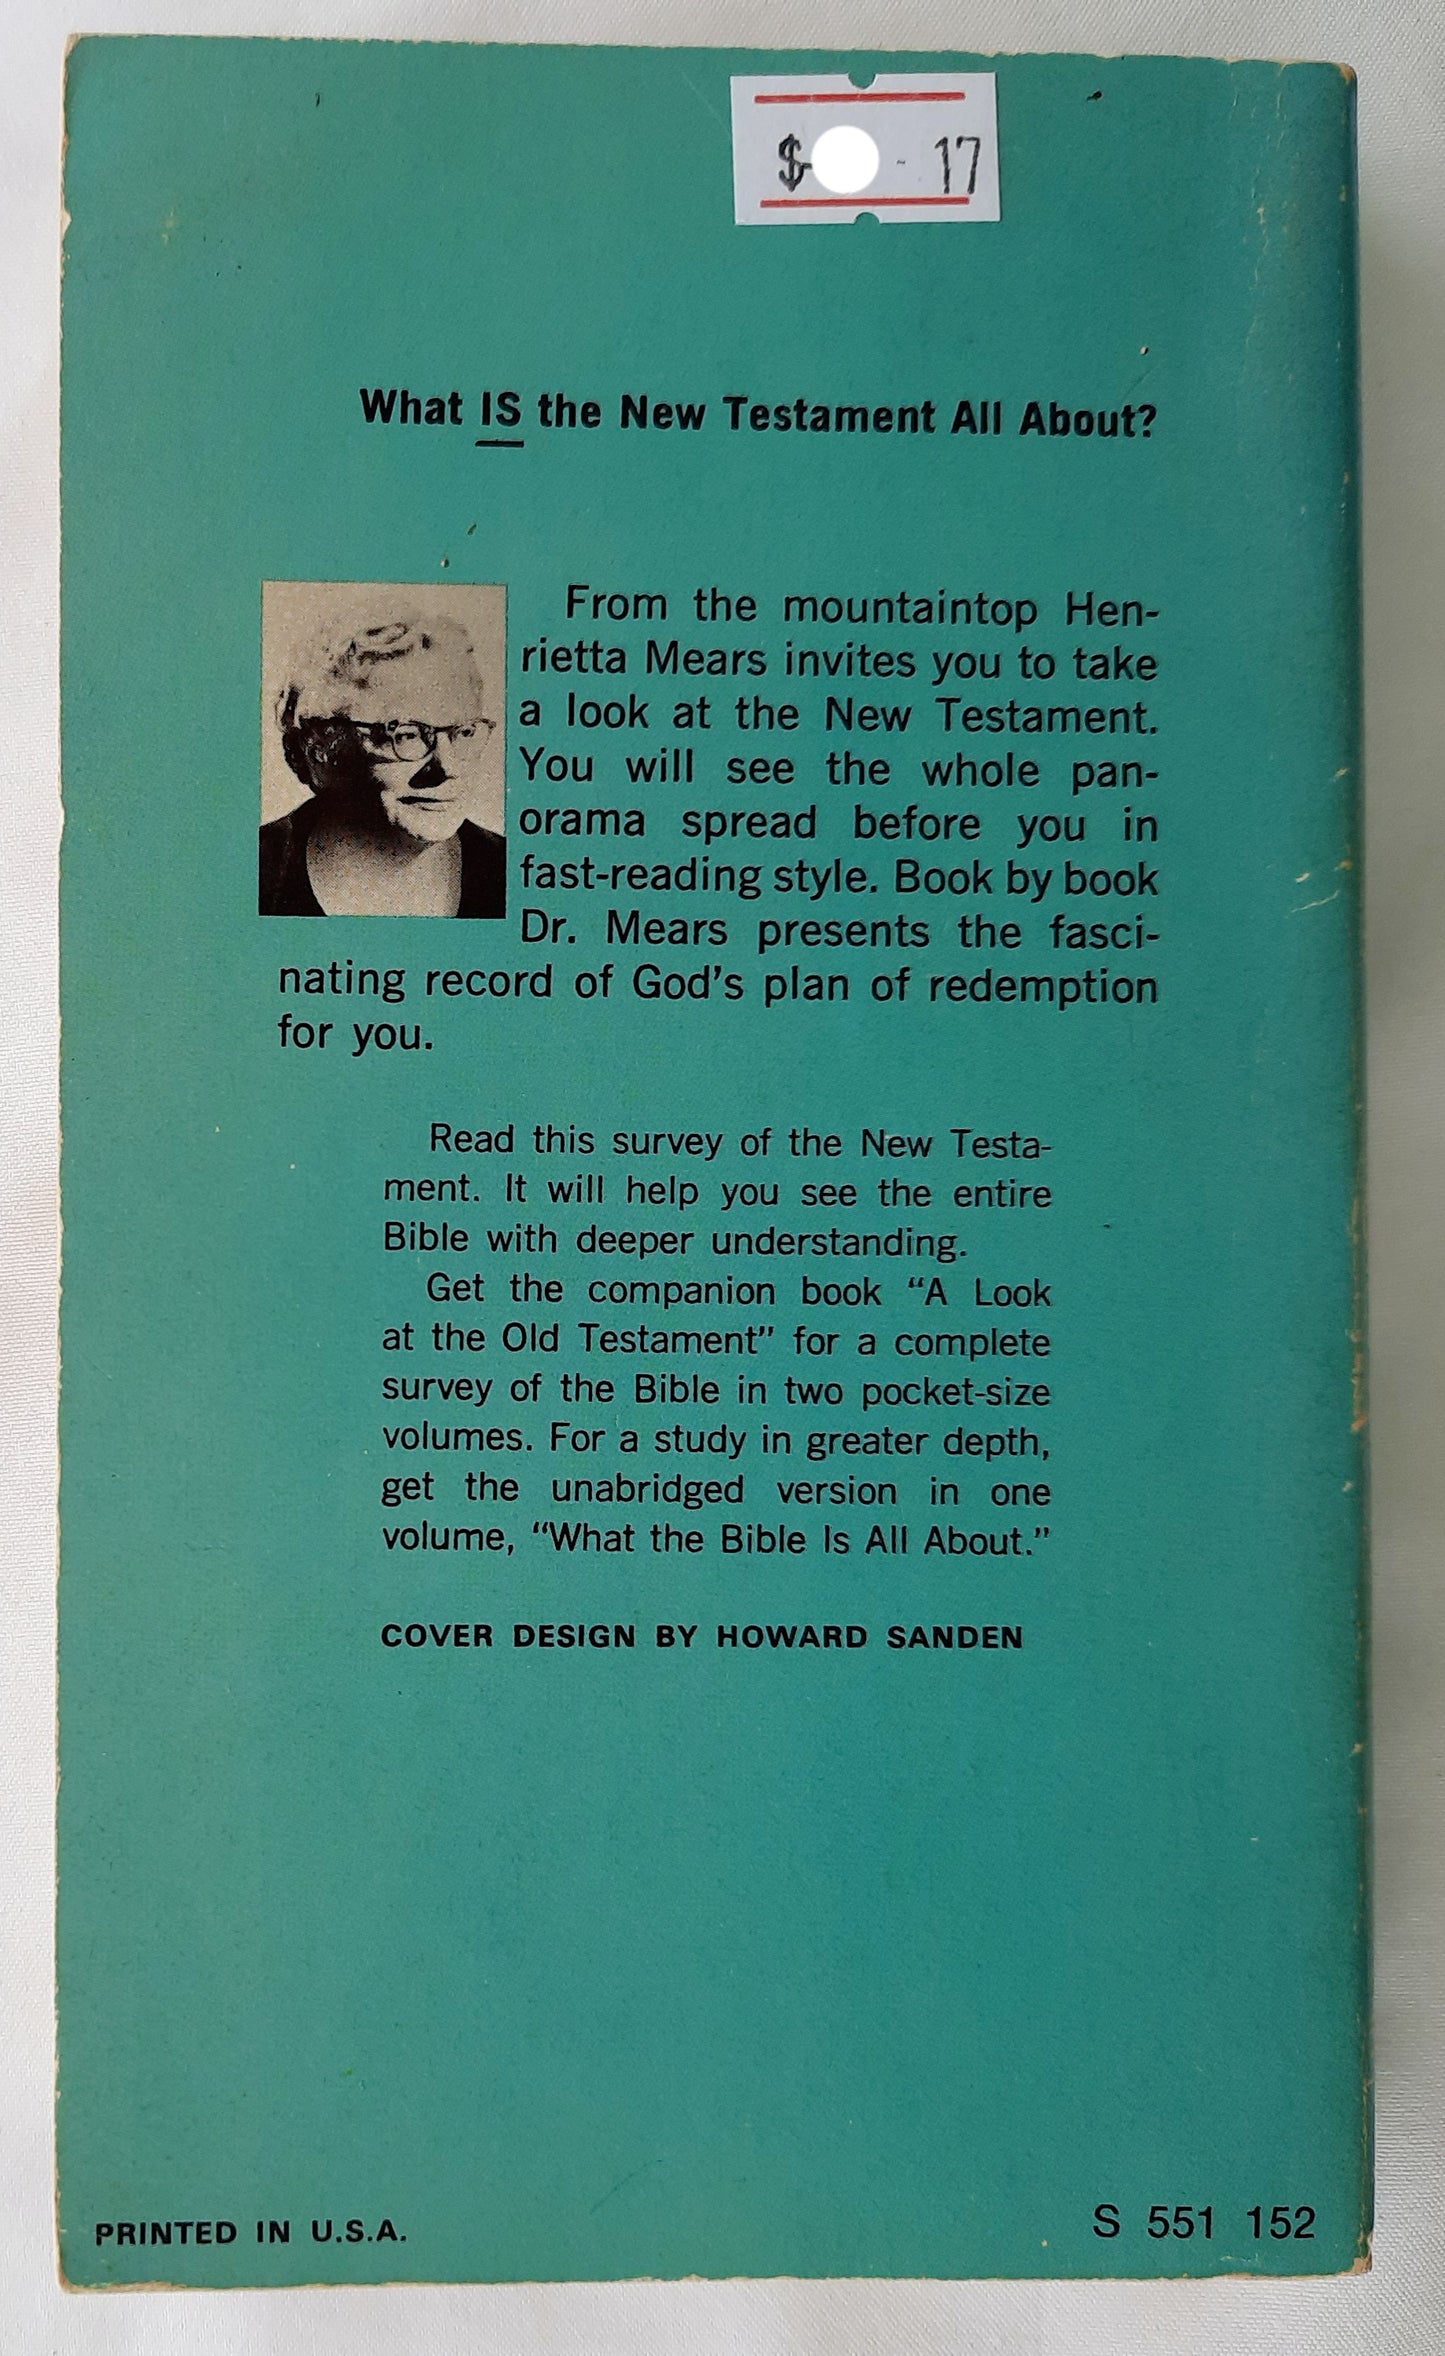 $ - 17
What IS the New Testament All About?
From the mountaintop Hen-
rietta Mears invites you to take
a look at the New Testament.
You will see the whole pan-
orama spread before you in
fast-reading style. Book by book
Dr. Mears presents the fasci-
nating record of God's plan of redemption
for you.
Read this survey of the New Testa-
ment. It will help you see the entire
Bible with deeper understanding.
Get the companion book “A Look
at the Old Testament” for a complete
survey of the Bible in two pocket-size
volumes. For a study in greater depth,
get the unabridged version in one
volume, “What the Bible Is All About.”
COVER DESIGN BY HOWARD SANDEN
PRINTED IN U.S.A.
S 551 152